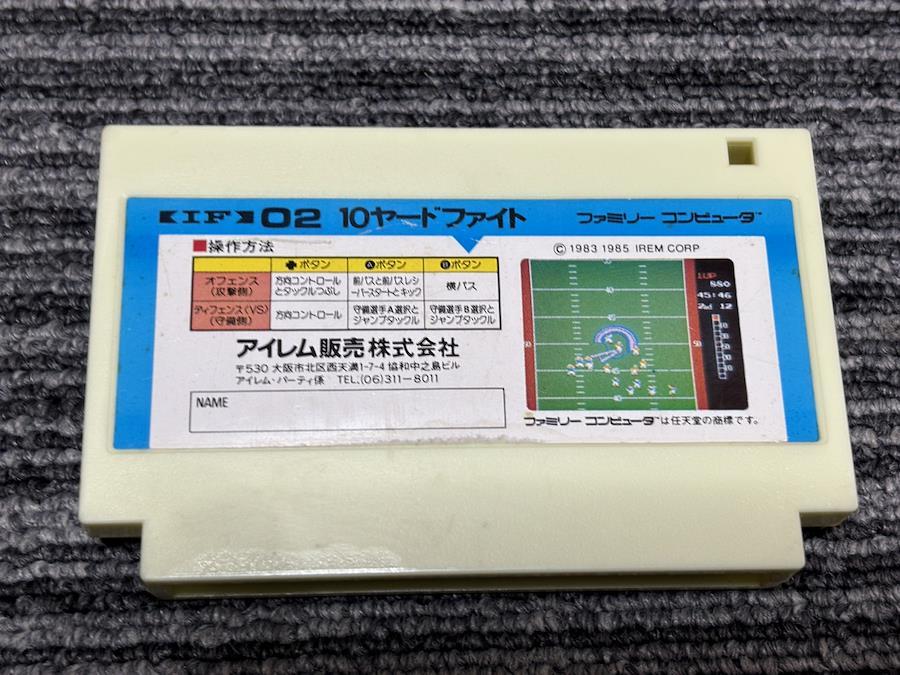 IF 02 10ヤードファイト ファミリー コンピュータ™
■操作方法
© 1983 1985 IREM CORP
✚ボタン Ⓐボタン Ⓑボタン
オフェンス(攻撃側) 方向コントロールとタックルつぶし 前パスと前パスレシーバースタートとキック 横パス
ディフェンス(VS)(守備側) 方向コントロール 守備選手A選択とジャンプタックル 守備選手B選択とジャンプタックル
アイレム販売株式会社
〒530 大阪市北区西天満1-7-4 協和中之島ビル
アイレム・パーティ係 TEL.(06)311-8011
NAME
1UP
880
45:46
2nd 12
ファミリー コンピュータ™は任天堂の商標です。